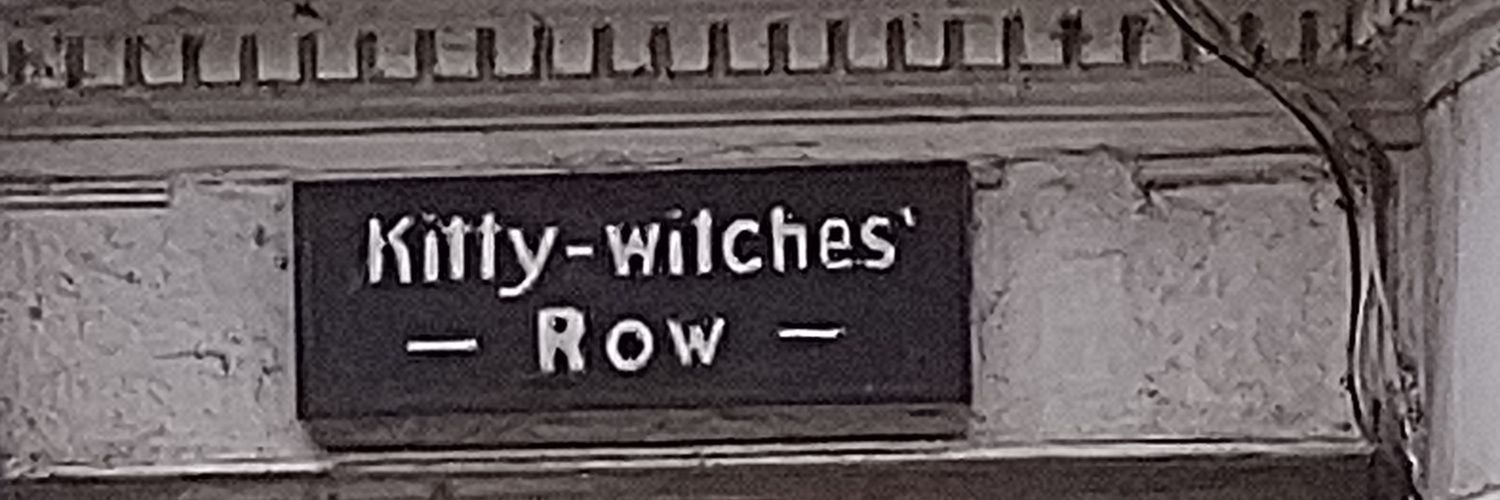 Kitty-witches'
— Row —